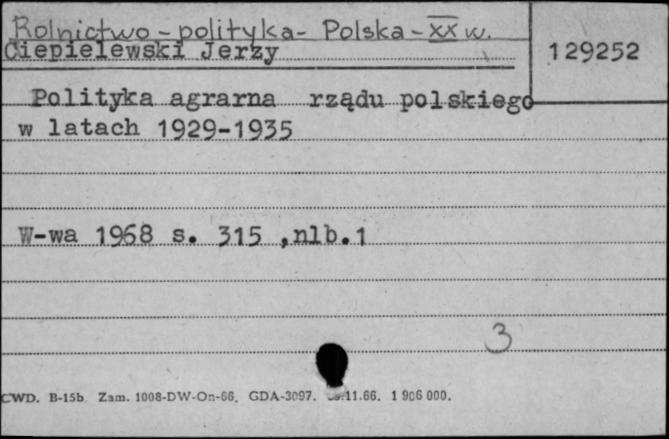 Rolnictwo - polityka - Polska - XX w.
Ciepielewski Jerzy
129252
Polityka agrarna rządu polskiego
w latach 1929-1935
W-wa 1968 s. 315 ,nlb.1
3
CWD. B-15b. Zam. 1008-DW-On-66. GDA-3097. .11.66. 1 906 000.